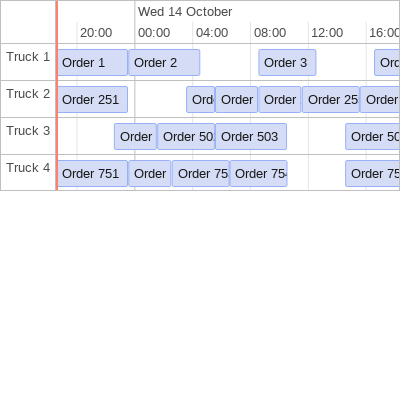 Wed 14 October
20:00 00:00 04:00 08:00 12:00 16:00
Truck 1 Order 1 Order 2 Order 3
Truck 2 Order 251 Order Order Order 25 Order
Truck 3 Order Order 50 Order 503 Order 50
Truck 4 Order 751 Order Order 75 Order 75 Order 75